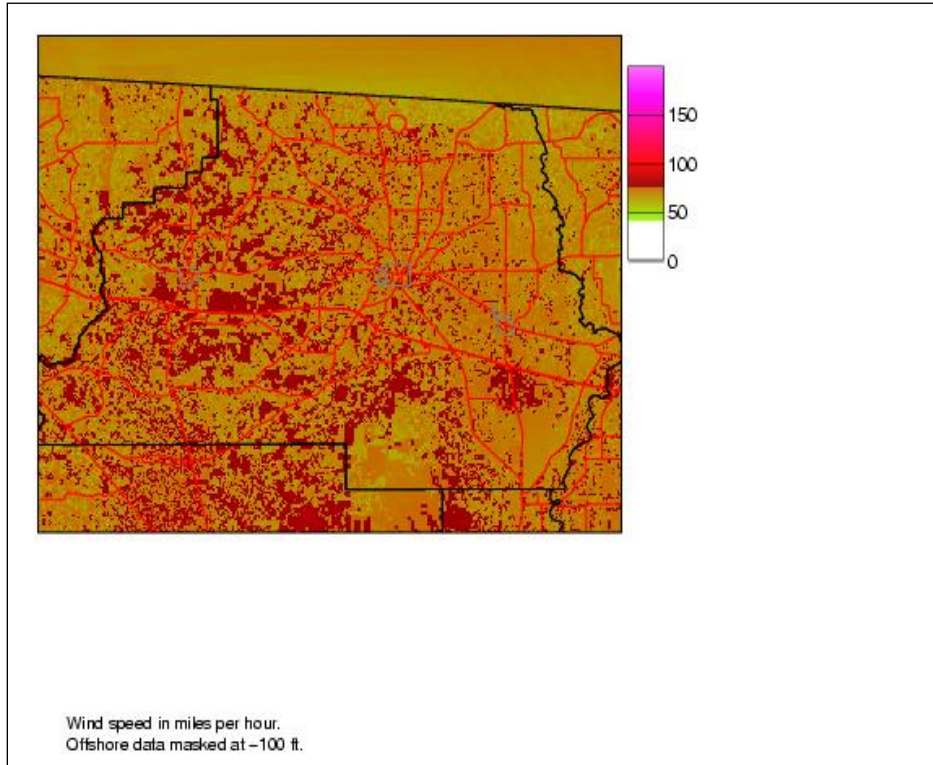 150
100
50
0
Wind speed in miles per hour.
Offshore data masked at −100 ft.